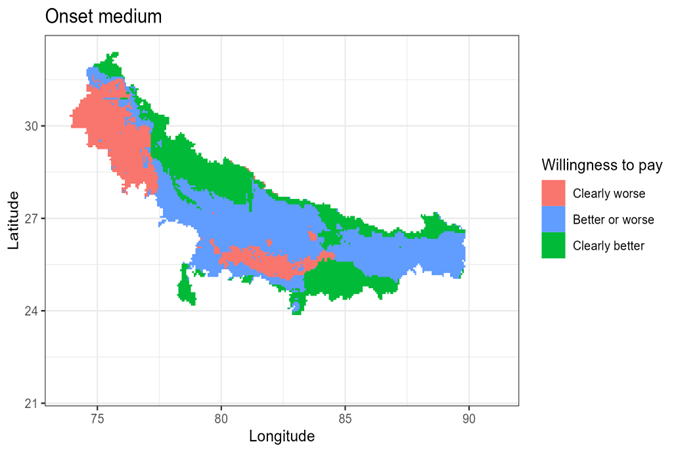 Onset medium
30
27
24
21
Latitude
75
80
85
90
Longitude
Willingness to pay
Clearly worse
Better or worse
Clearly better